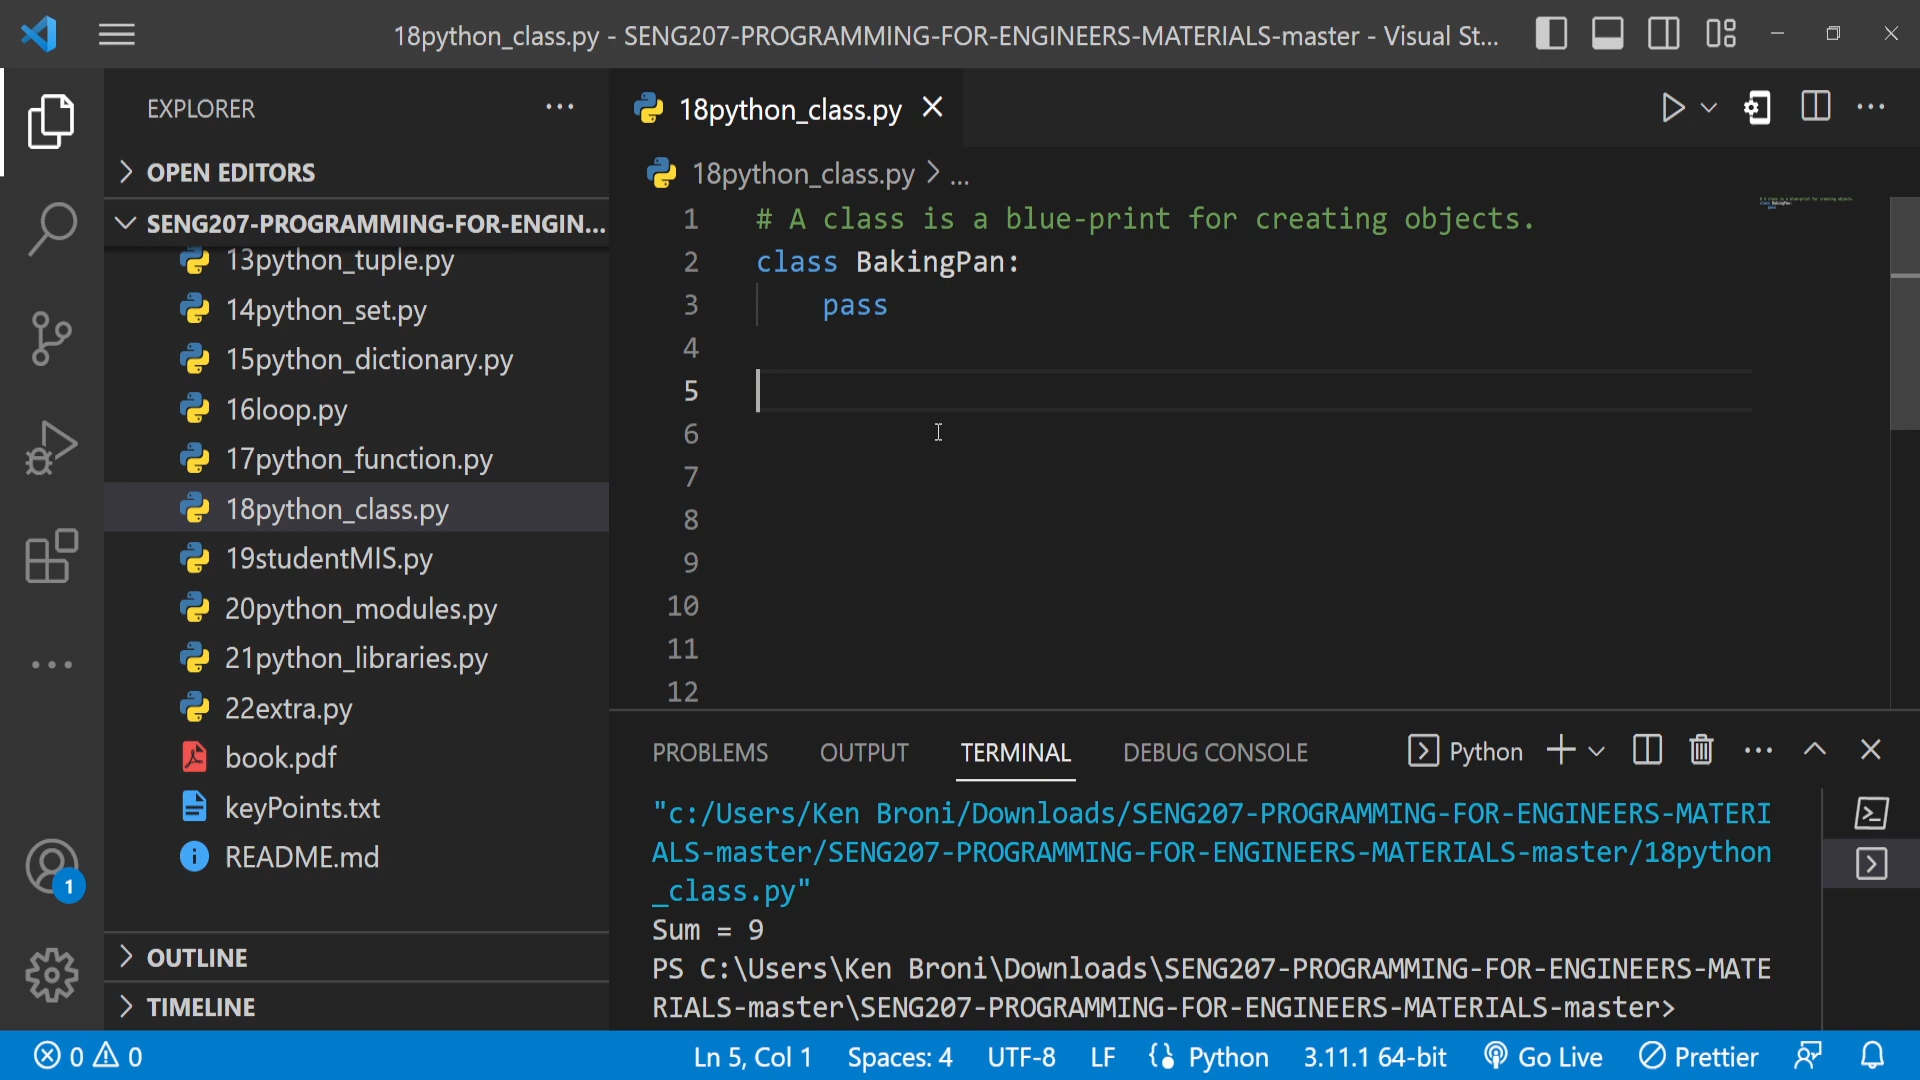 18python_class.py - SENG207-PROGRAMMING-FOR-ENGINEERS-MATERIALS-master - Visual St...
EXPLORER
OPEN EDITORS
SENG207-PROGRAMMING-FOR-ENGIN...
13python_tuple.py
14python_set.py
15python_dictionary.py
16loop.py
17python_function.py
18python_class.py
19studentMIS.py
20python_modules.py
21python_libraries.py
22extra.py
book.pdf
keyPoints.txt
README.md
OUTLINE
TIMELINE
1
18python_class.py
18python_class.py > ...
1 # A class is a blue-print for creating objects.
2 class BakingPan:
3 pass
4
5
6
7
8
9
10
11
12
PROBLEMS OUTPUT TERMINAL DEBUG CONSOLE Python
"c:/Users/Ken Broni/Downloads/SENG207-PROGRAMMING-FOR-ENGINEERS-MATERI
ALS-master/SENG207-PROGRAMMING-FOR-ENGINEERS-MATERIALS-master/18python
_class.py"
Sum = 9
PS C:\Users\Ken Broni\Downloads\SENG207-PROGRAMMING-FOR-ENGINEERS-MATE
RIALS-master\SENG207-PROGRAMMING-FOR-ENGINEERS-MATERIALS-master>
0 0 Ln 5, Col 1 Spaces: 4 UTF-8 LF Python 3.11.1 64-bit Go Live Prettier